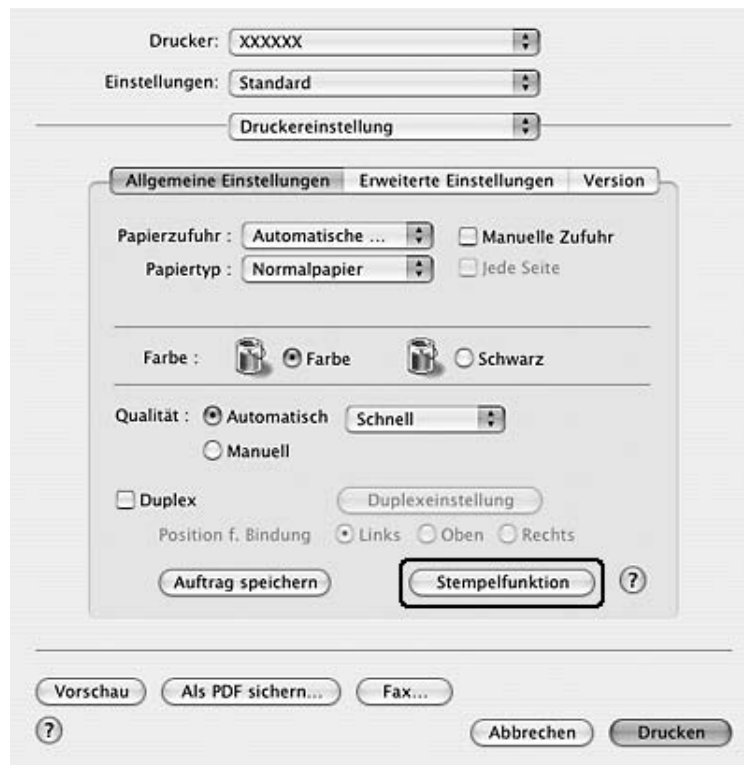 Drucker: XXXXXX
Einstellungen: Standard
Druckereinstellung
Allgemeine Einstellungen Erweiterte Einstellungen Version
Papierzufuhr : Automatische ... Manuelle Zufuhr
Papiertyp : Normalpapier Jede Seite
Farbe : Farbe Schwarz
Qualität : Automatisch Schnell
Manuell
Duplex Duplexeinstellung
Position f. Bindung Links Oben Rechts
Auftrag speichern Stempelfunktion ?
Vorschau Als PDF sichern... Fax...
? Abbrechen Drucken